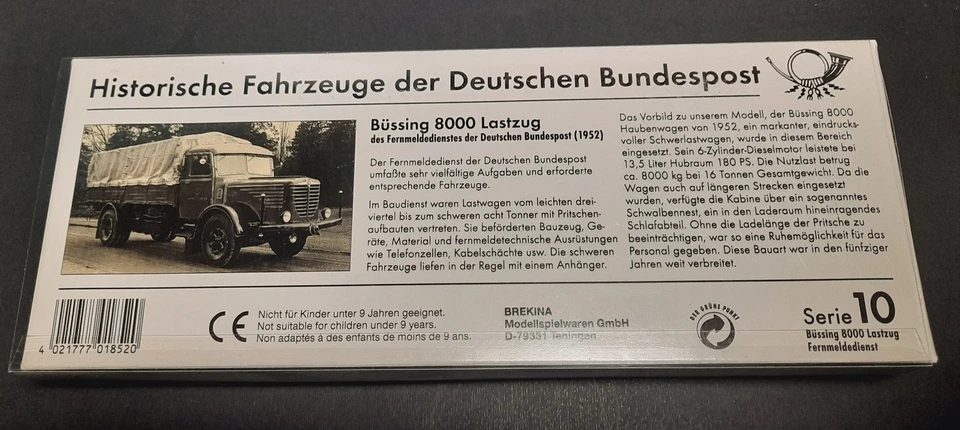 Historische Fahrzeuge der Deutschen Bundespost
Büssing 8000 Lastzug
des Fernmeldedienstes der Deutschen Bundespost (1952)
Der Fernmeldedienst der Deutschen Bundespost
umfaßte sehr vielfältige Aufgaben und erforderte
entsprechende Fahrzeuge.
Im Baudienst waren Lastwagen vom leichten drei-
viertel bis zum schweren acht Tonner mit Pritschen-
aufbauten vertreten. Sie beförderten Bauzeug, Ge-
räte, Material und fernmeldetechnische Ausrüstungen
wie Telefonzellen, Kabelschächte usw. Die schweren
Fahrzeuge liefen in der Regel mit einem Anhänger.
Das Vorbild zu unserem Modell, der Büssing 8000
Haubenwagen von 1952, ein markanter, eindrucks-
voller Schwerlastwagen, wurde in diesem Bereich
eingesetzt. Sein 6-Zylinder-Dieselmotor leistete bei
13,5 Liter Hubraum 180 PS. Die Nutzlast betrug
ca. 8000 kg bei 16 Tonnen Gesamtgewicht. Da die
Wagen auch auf längeren Strecken eingesetzt
wurden, verfügte die Kabine über ein sogenanntes
Schwalbennest, ein in den Laderaum hineinragendes
Schlafabteil. Ohne die Ladelänge der Pritsche zu
beeinträchtigen, war so eine Ruhemöglichkeit für das
Personal gegeben. Diese Bauart war in den fünfziger
Jahren weit verbreitet.
4 021777 018520
CE
Nicht für Kinder unter 9 Jahren geeignet.
Not suitable for children under 9 years.
Non adaptés à des enfants de moins de 9 ans.
BREKINA
Modellspielwaren GmbH
D-79331 Teningen
DER GRÜNE PUNKT
Serie 10
Büssing 8000 Lastzug
Fernmeldedienst